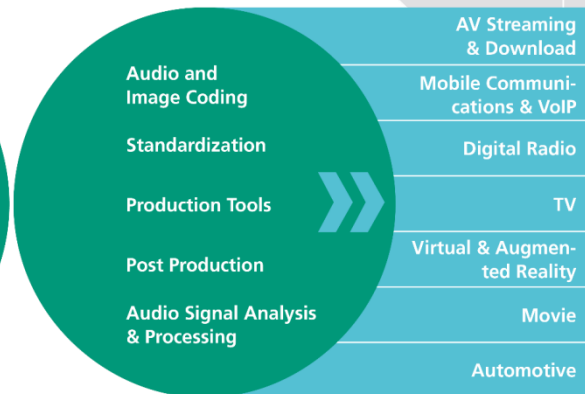 Audio and
Image Coding
Standardization
Production Tools
Post Production
Audio Signal Analysis
& Processing
AV Streaming
& Download
Mobile Communi-
cations & VoIP
Digital Radio
TV
Virtual & Augmen-
ted Reality
Movie
Automotive